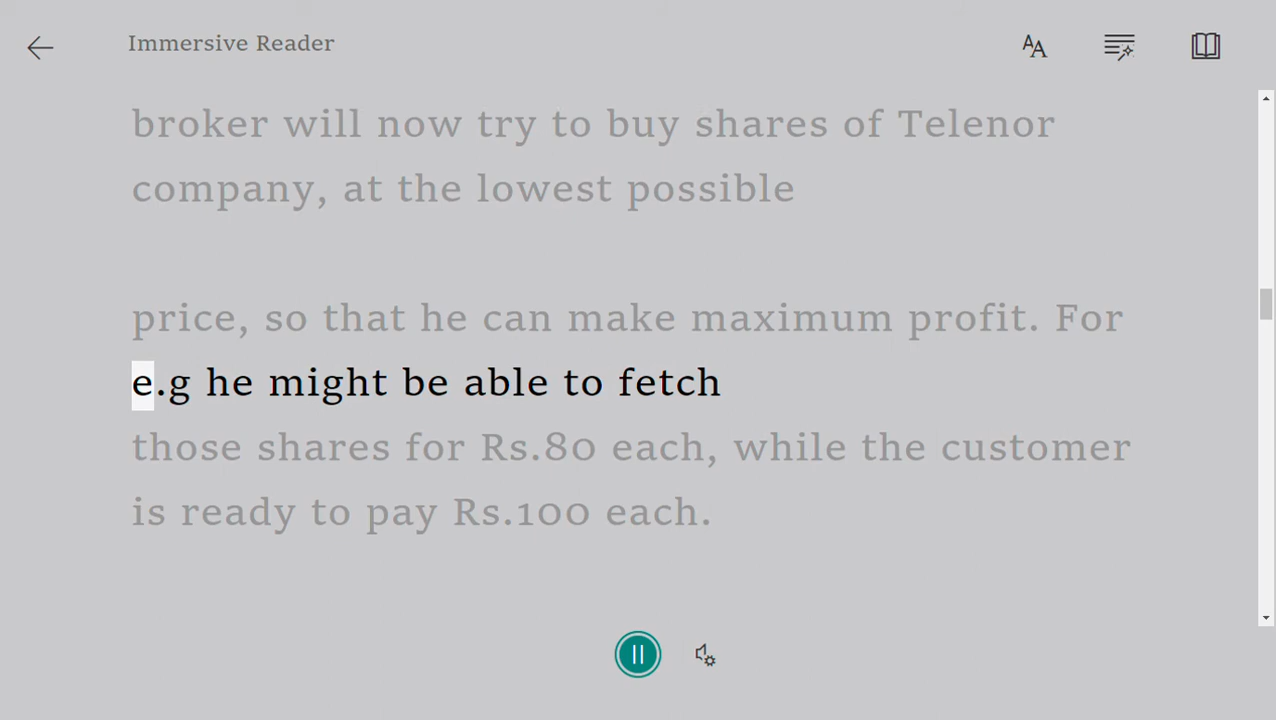 Immersive Reader
broker will now try to buy shares of Telenor
company, at the lowest possible
price, so that he can make maximum profit. For
e.g he might be able to fetch
those shares for Rs.80 each, while the customer
is ready to pay Rs.100 each.